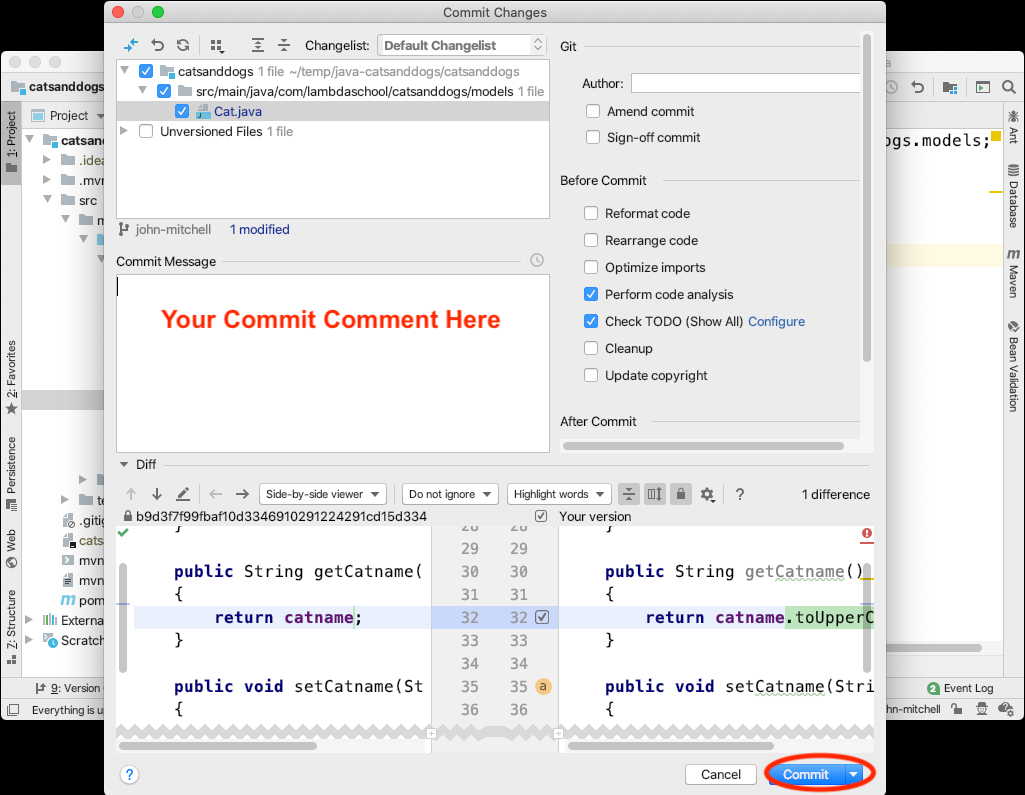 Commit Changes
Changelist: Default Changelist
catsanddogs 1 file ~/temp/java-catsanddogs/catsanddogs
src/main/java/com/lambdaschool/catsanddogs/models 1 file
Cat.java
Unversioned Files 1 file
john-mitchell 1 modified
Commit Message
Your Commit Comment Here
Git
Author:
Amend commit
Sign-off commit
Before Commit
Reformat code
Rearrange code
Optimize imports
Perform code analysis
Check TODO (Show All) Configure
Cleanup
Update copyright
After Commit
Diff
Side-by-side viewer Do not ignore Highlight words ? 1 difference
b9d3f7f99fbaf10d3346910291224291cd15d334 Your version
} 28 28 }
29 29
public String getCatname( 30 30 public String getCatname()
{ 31 31 {
return catname; 32 32 return catname.toUpperC
} 33 33 }
34 34
public void setCatname(St 35 35 a public void setCatname(Stri
{ 36 36 {
? Cancel Commit
catsanddogs
Project
catsand
.idea
.mvn
src
m
te
.gitig
cats
mvn
mvn
pom
Externa
Scratch
1: Project
2: Favorites
Persistence
Web
Z: Structure
9: Version
Everything is up
ogs.models;
Ant
Database
m Maven
Bean Validation
2 Event Log
hn-mitchell